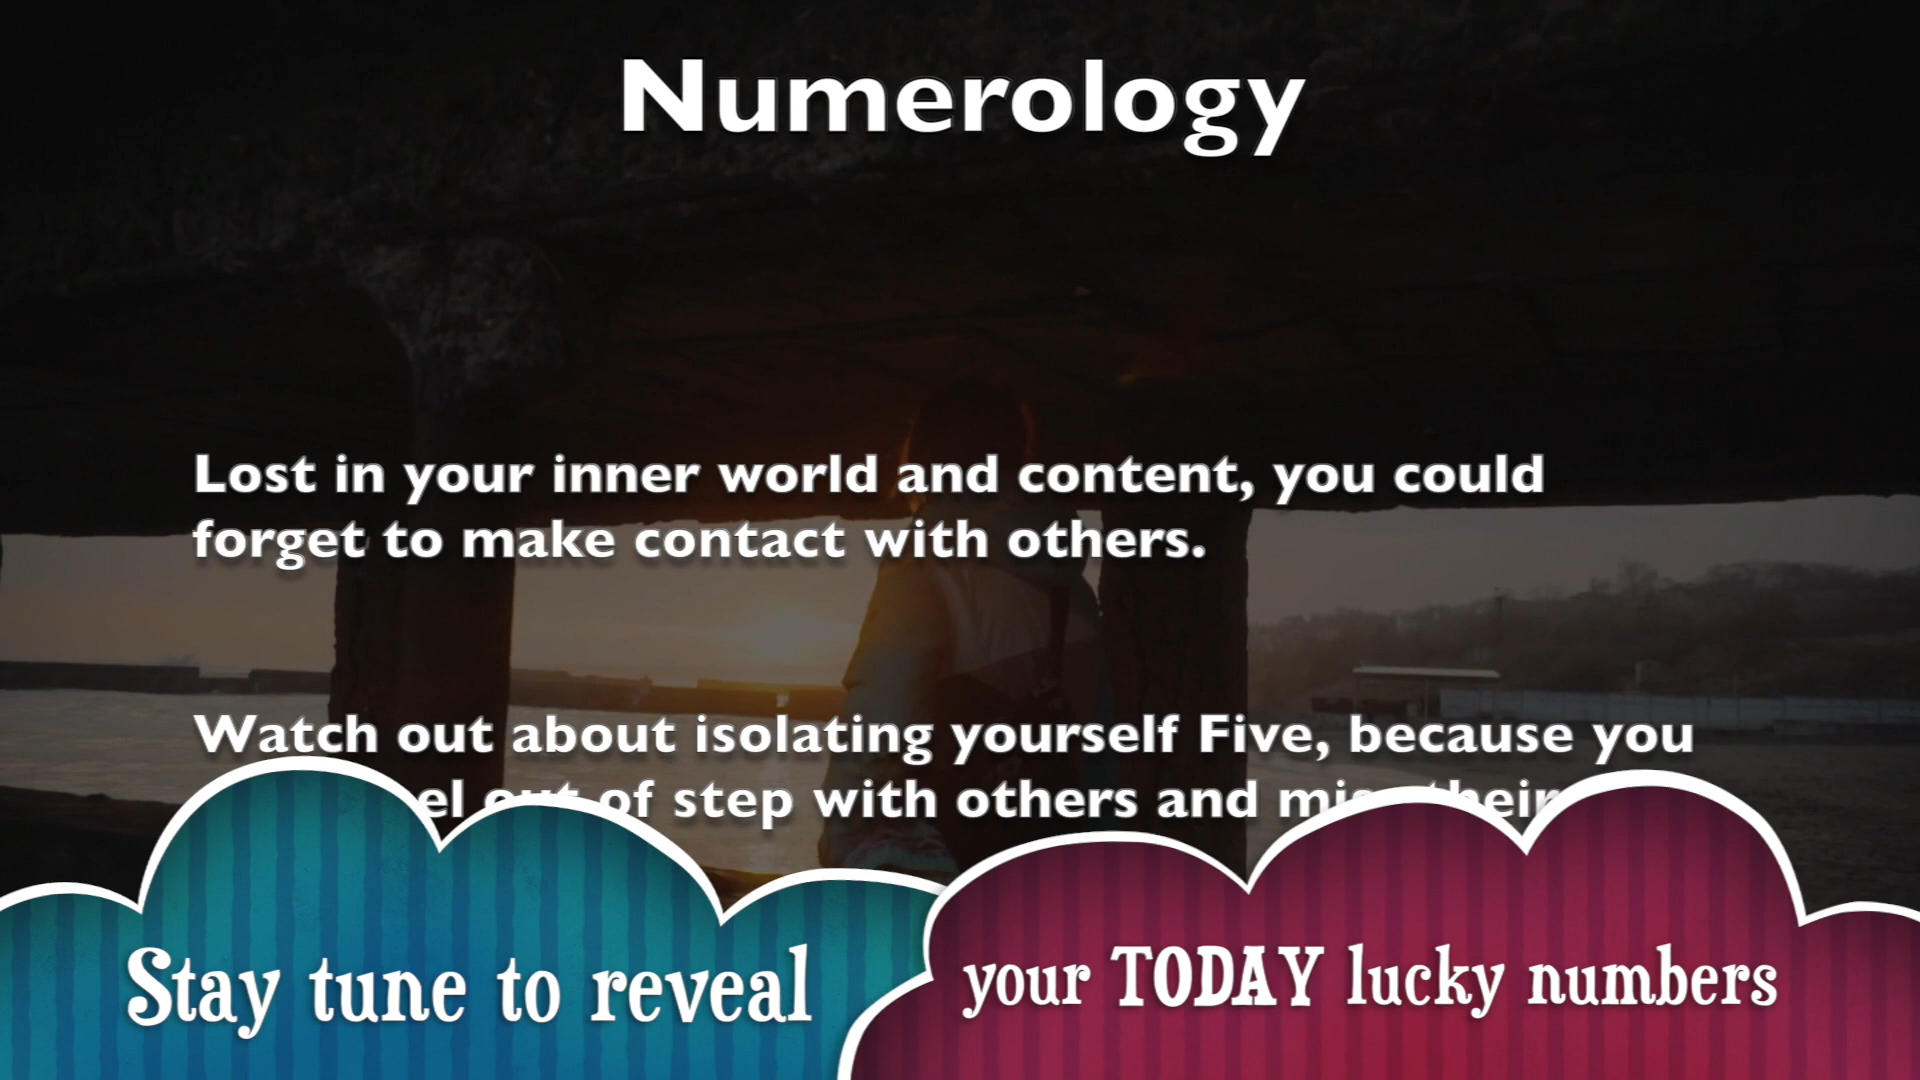 Numerology
Lost in your inner world and content, you could
forget to make contact with others.
Watch out about isolating yourself Five, because you
of step with others and
Stay tune to reveal
your TODAY lucky numbers